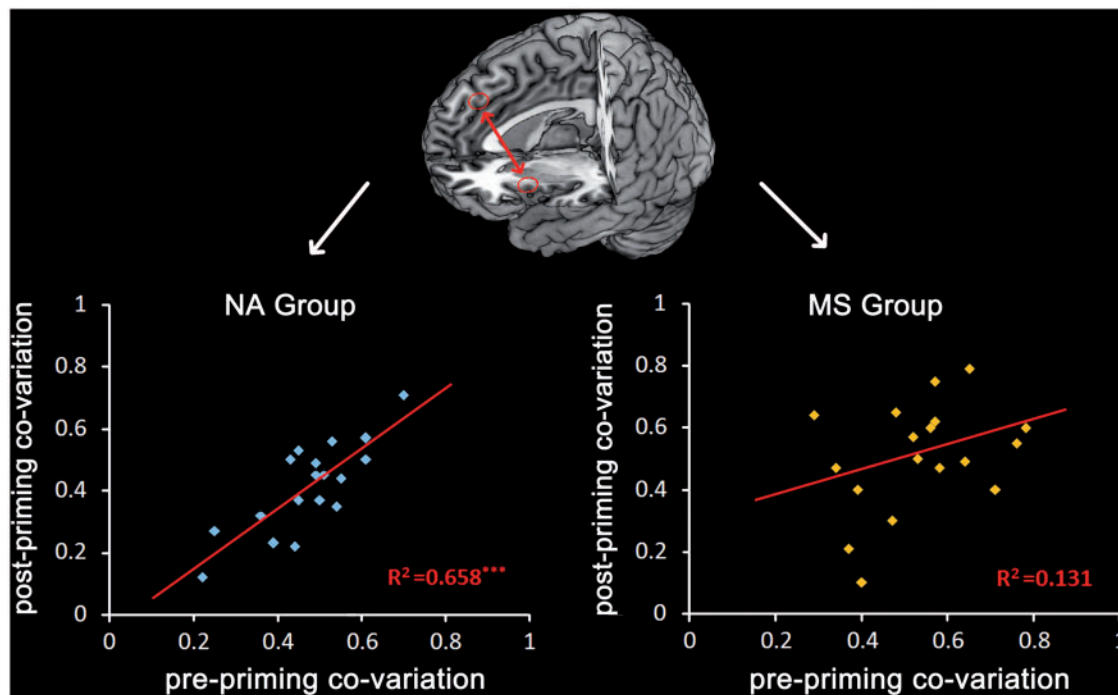 NA Group
post-priming co-variation
1
0.8
0.6
0.4
0.2
0
0 0.2 0.4 0.6 0.8 1
R²=0.658***
pre-priming co-variation
MS Group
post-priming co-variation
1
0.8
0.6
0.4
0.2
0
0 0.2 0.4 0.6 0.8 1
R²=0.131
pre-priming co-variation